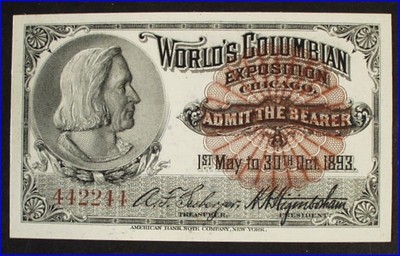 WORLD'S COLUMBIAN
EXPOSITION
CHICAGO.
ADMIT THE BEARER
1ST May to 30TH Oct. 1893.
442244
TREASURER.
PRESIDENT.
AMERICAN BANK NOTE COMPANY, NEW YORK.